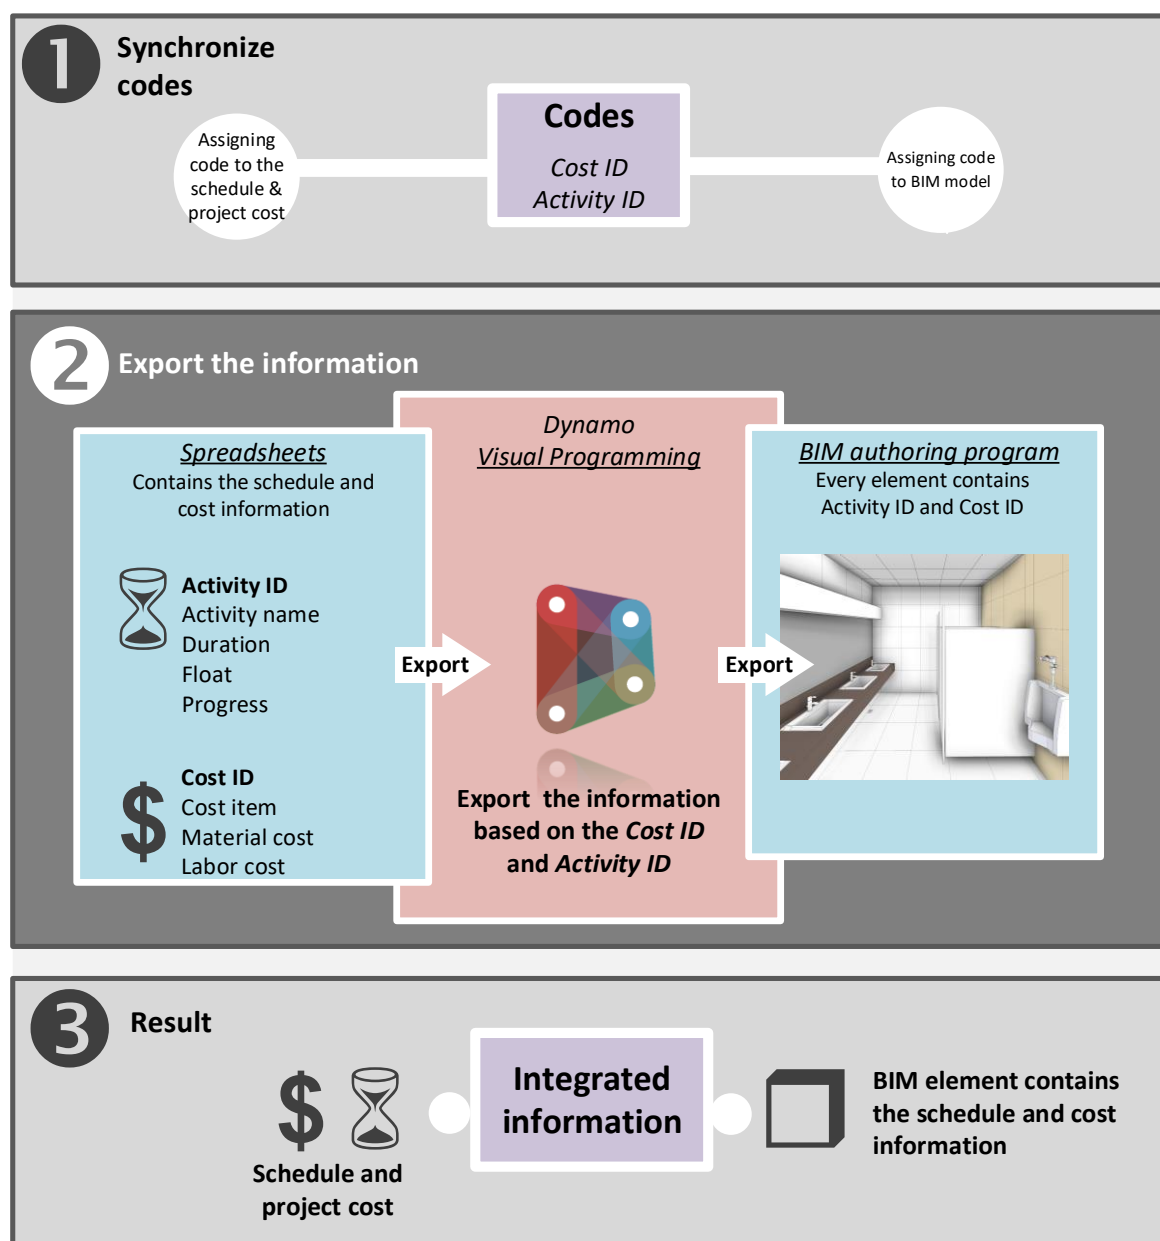 1
Synchronize
codes
Assigning
code to the
schedule &
project cost
Codes
Cost ID
Activity ID
Assigning code
to BIM model
2
Export the information
Spreadsheets
Contains the schedule and
cost information
Activity ID
Activity name
Duration
Float
Progress
$
Cost ID
Cost item
Material cost
Labor cost
Export
Dynamo
Visual Programming
Export the information
based on the Cost ID
and Activity ID
Export
BIM authoring program
Every element contains
Activity ID and Cost ID
3
Result
$
Schedule and
project cost
Integrated
information
BIM element contains
the schedule and cost
information